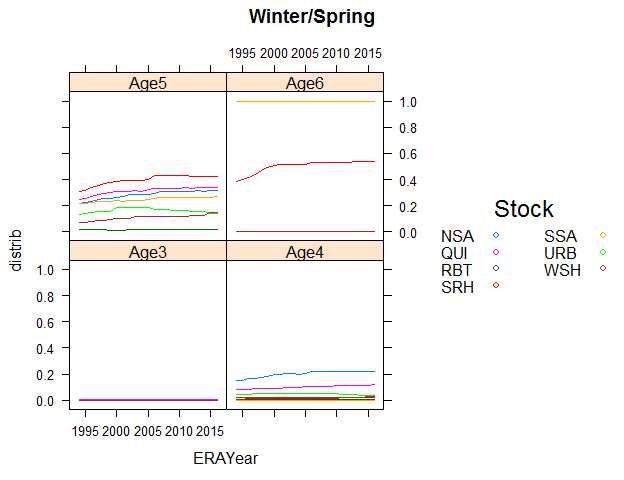 Winter/Spring
1995 2000 2005 2010 2015
Age5 Age6
1.0
0.8
0.6
0.4
0.2
0.0
Stock
NSA SSA
QUI URB
RBT WSH
SRH
distrib
Age3 Age4
1.0
0.8
0.6
0.4
0.2
0.0
1995 2000 2005 2010 2015
ERAYear